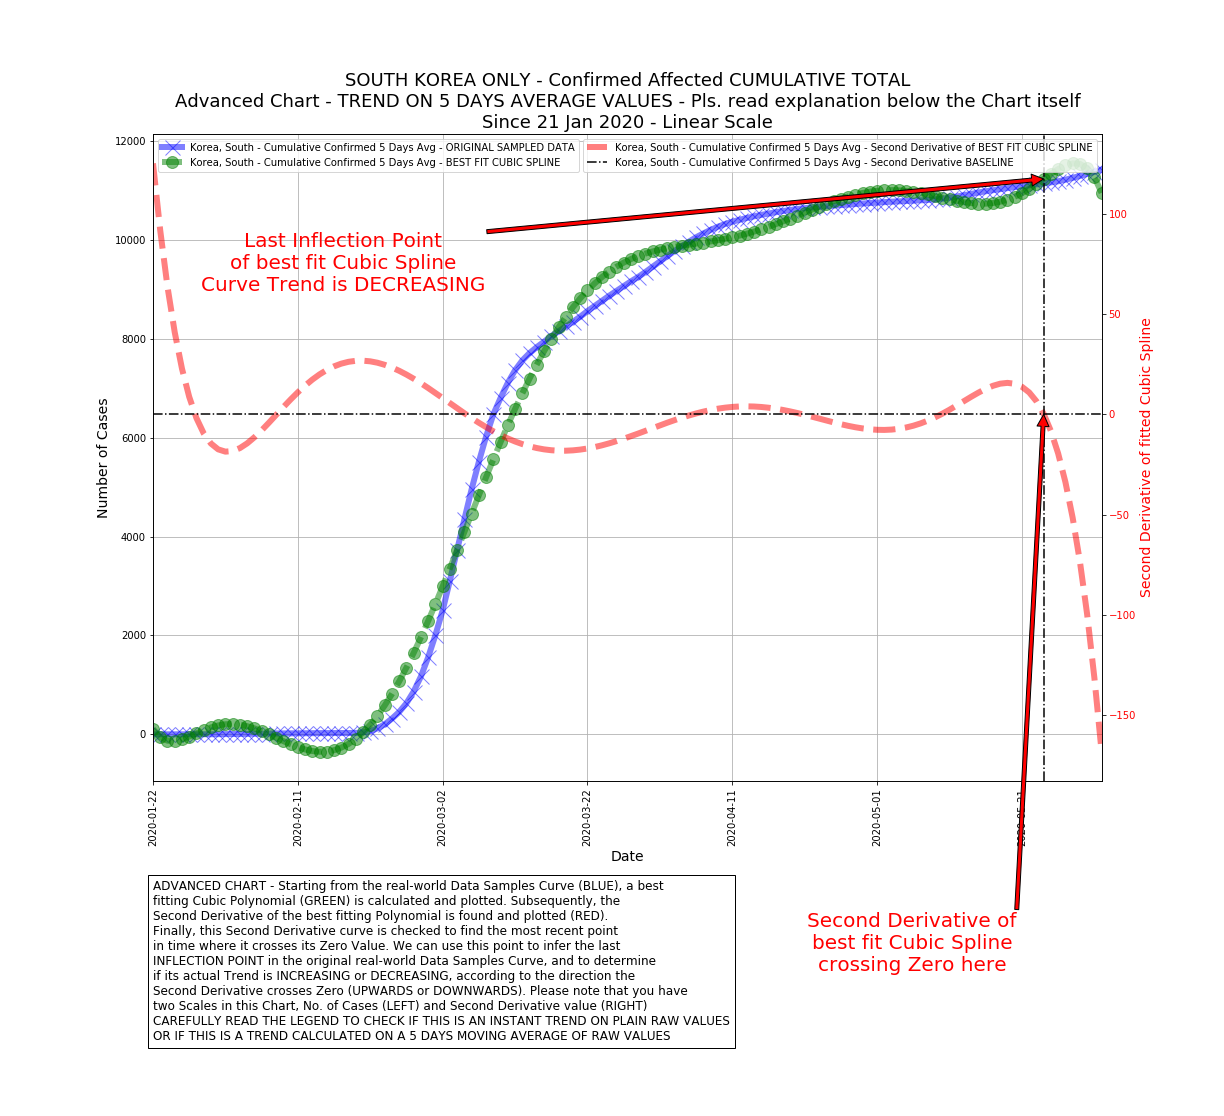 SOUTH KOREA ONLY - Confirmed Affected CUMULATIVE TOTAL
Advanced Chart - TREND ON 5 DAYS AVERAGE VALUES - Pls. read explanation below the Chart itself
Since 21 Jan 2020 - Linear Scale
Korea, South - Cumulative Confirmed 5 Days Avg - ORIGINAL SAMPLED DATA
Korea, South - Cumulative Confirmed 5 Days Avg - BEST FIT CUBIC SPLINE
Korea, South - Cumulative Confirmed 5 Days Avg - Second Derivative of BEST FIT CUBIC SPLINE
Korea, South - Cumulative Confirmed 5 Days Avg - Second Derivative BASELINE
12000
10000
8000
6000
4000
2000
0
Number of Cases
Last Inflection Point
of best fit Cubic Spline
Curve Trend is DECREASING
100
50
0
−50
−100
−150
Second Derivative of fitted Cubic Spline
2020-01-22
2020-02-11
2020-03-02
2020-03-22
2020-04-11
2020-05-01
2020-05-21
Date
ADVANCED CHART - Starting from the real-world Data Samples Curve (BLUE), a best
fitting Cubic Polynomial (GREEN) is calculated and plotted. Subsequently, the
Second Derivative of the best fitting Polynomial is found and plotted (RED).
Finally, this Second Derivative curve is checked to find the most recent point
in time where it crosses its Zero Value. We can use this point to infer the last
INFLECTION POINT in the original real-world Data Samples Curve, and to determine
if its actual Trend is INCREASING or DECREASING, according to the direction the
Second Derivative crosses Zero (UPWARDS or DOWNWARDS). Please note that you have
two Scales in this Chart, No. of Cases (LEFT) and Second Derivative value (RIGHT)
CAREFULLY READ THE LEGEND TO CHECK IF THIS IS AN INSTANT TREND ON PLAIN RAW VALUES
OR IF THIS IS A TREND CALCULATED ON A 5 DAYS MOVING AVERAGE OF RAW VALUES
Second Derivative of
best fit Cubic Spline
crossing Zero here